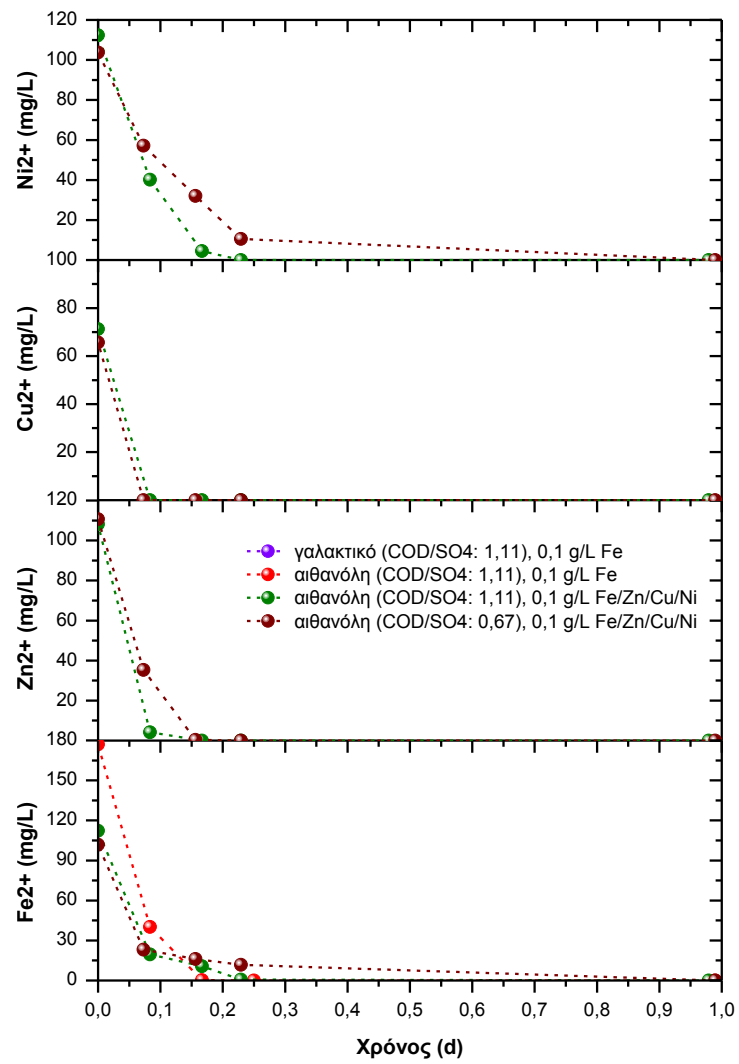 120
100
80
60
40
20
Ni2+ (mg/L)
100
80
60
40
20
Cu2+ (mg/L)
120
100
80
60
40
20
Zn2+ (mg/L)
γαλακτικό (COD/SO4: 1,11), 0,1 g/L Fe
αιθανόλη (COD/SO4: 1,11), 0,1 g/L Fe
αιθανόλη (COD/SO4: 1,11), 0,1 g/L Fe/Zn/Cu/Ni
αιθανόλη (COD/SO4: 0,67), 0,1 g/L Fe/Zn/Cu/Ni
180
150
120
90
60
30
0
Fe2+ (mg/L)
0,0 0,1 0,2 0,3 0,4 0,5 0,6 0,7 0,8 0,9 1,0
Χρόνος (d)